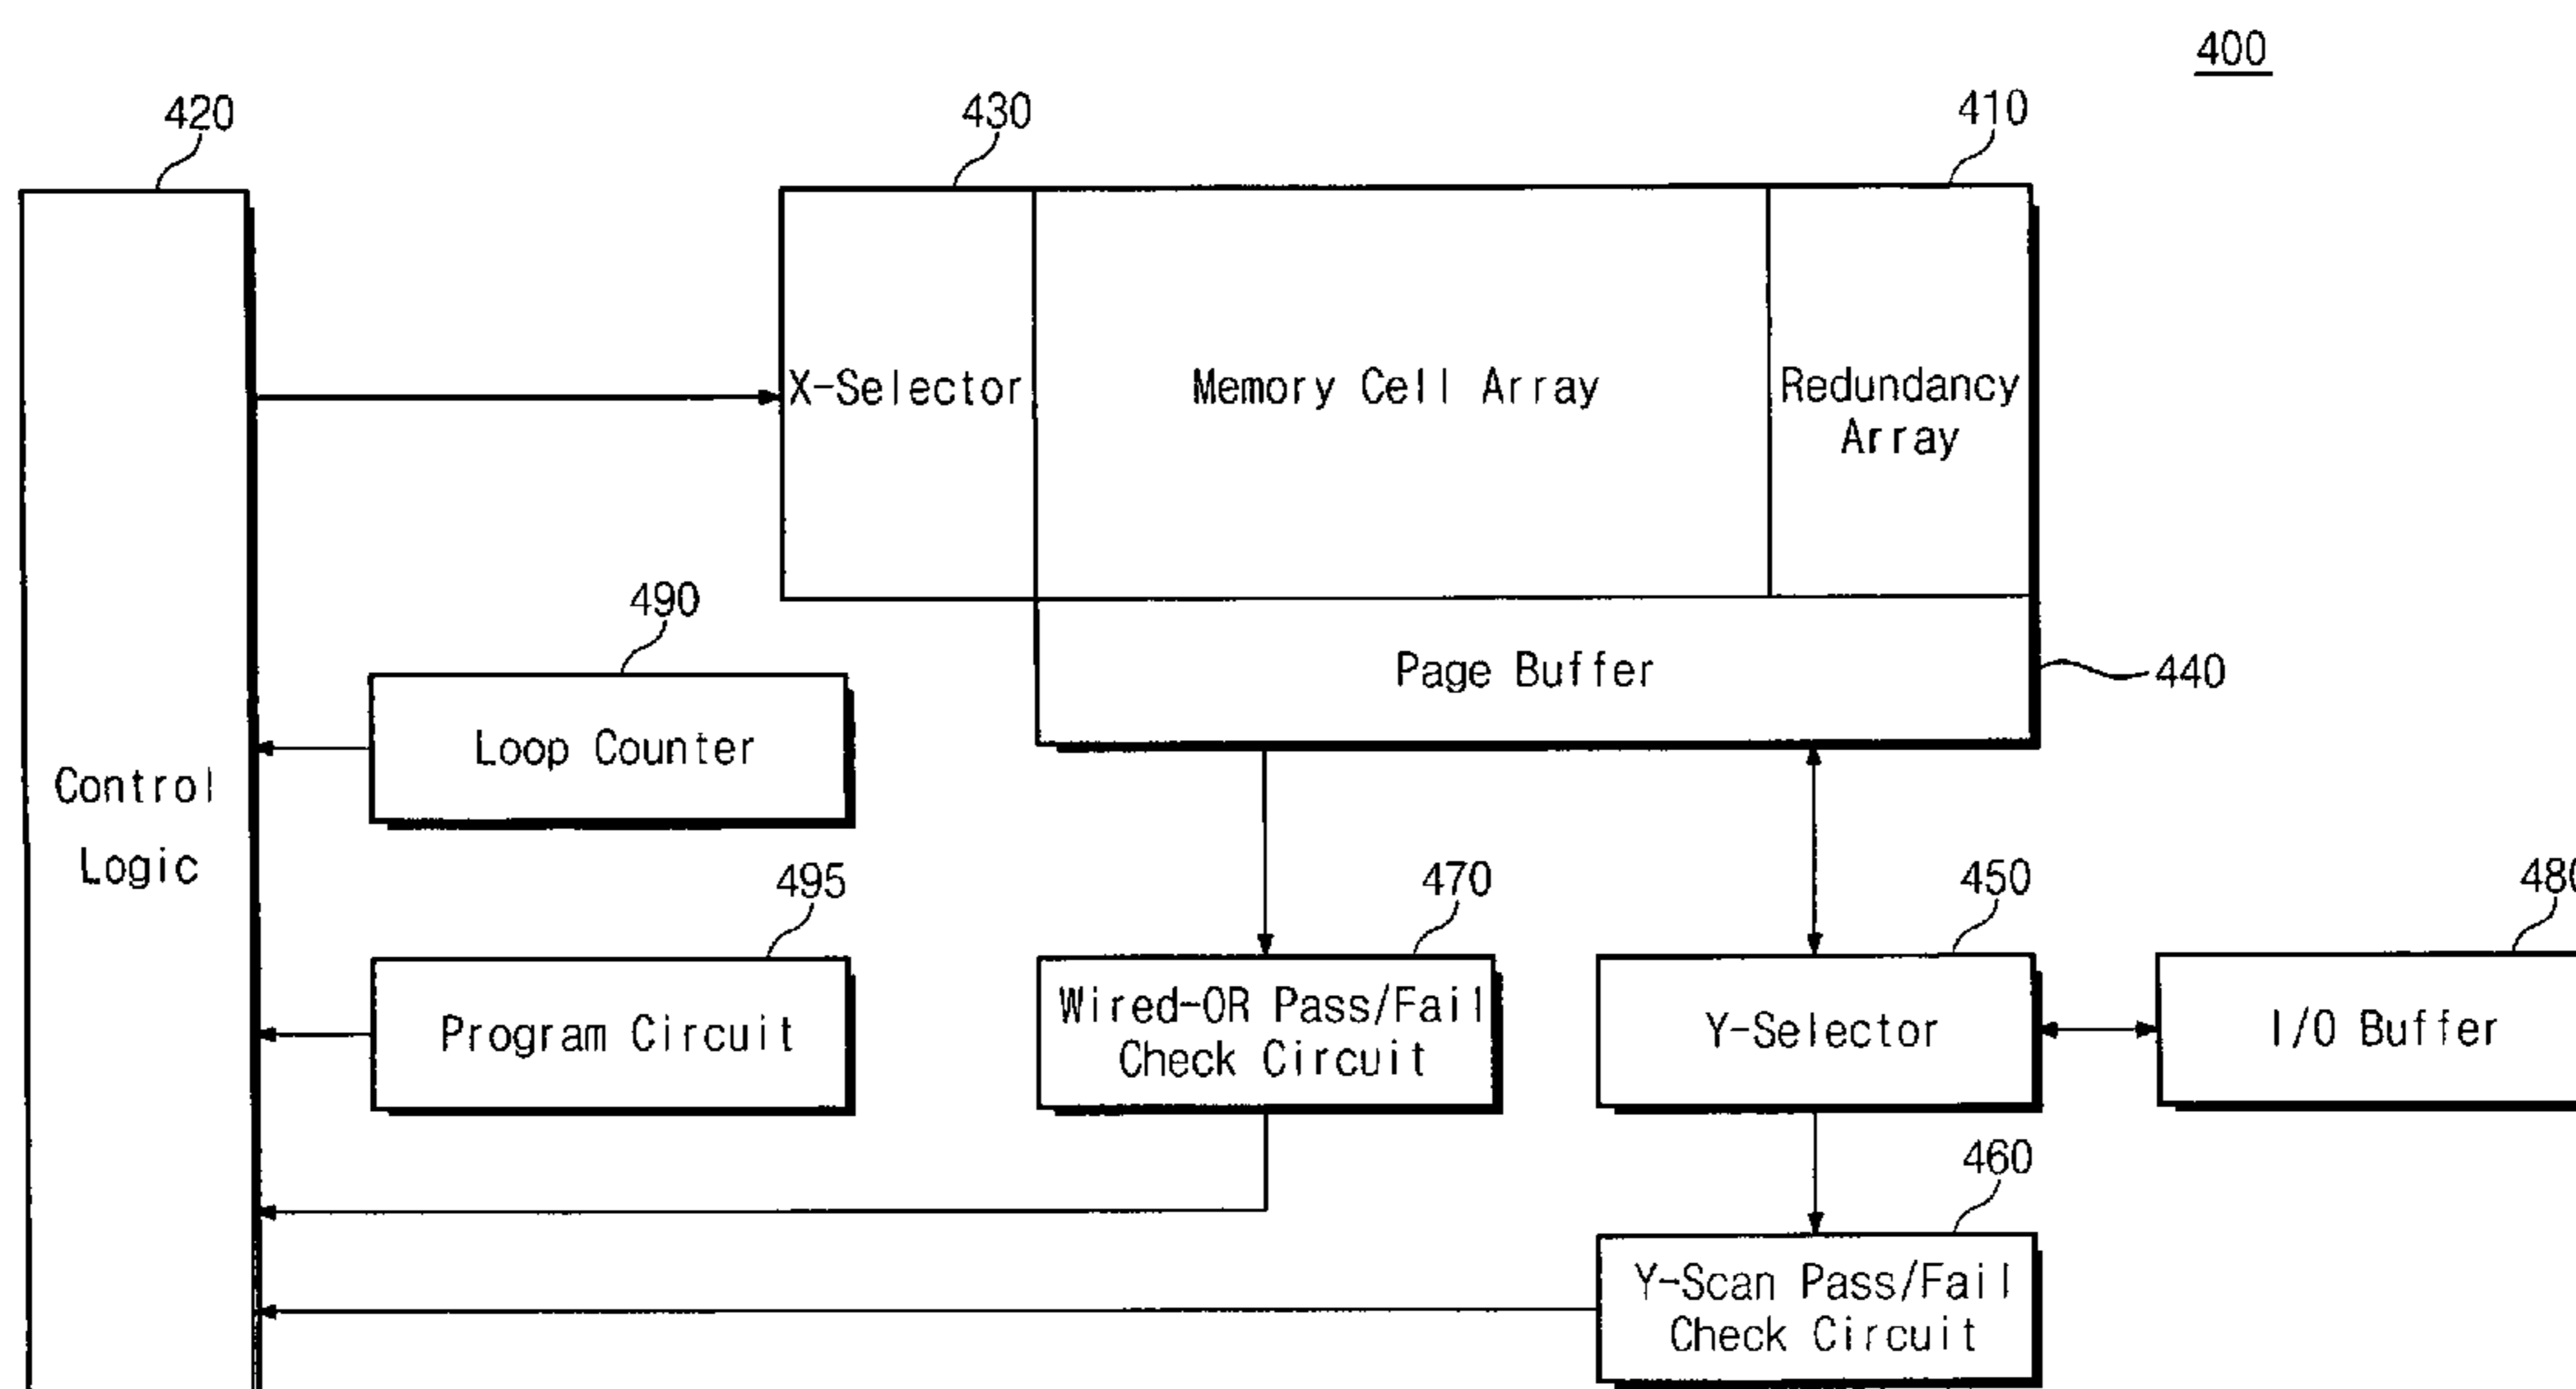 400
420
430
410
X-Selector
Memory Cell Array
Redundancy
Array
490
Page Buffer
440
Loop Counter
Control
Logic
495
470
450
480
Program Circuit
Wired-OR Pass/Fail
Check Circuit
Y-Selector
I/O Buffer
460
Y-Scan Pass/Fail
Check Circuit